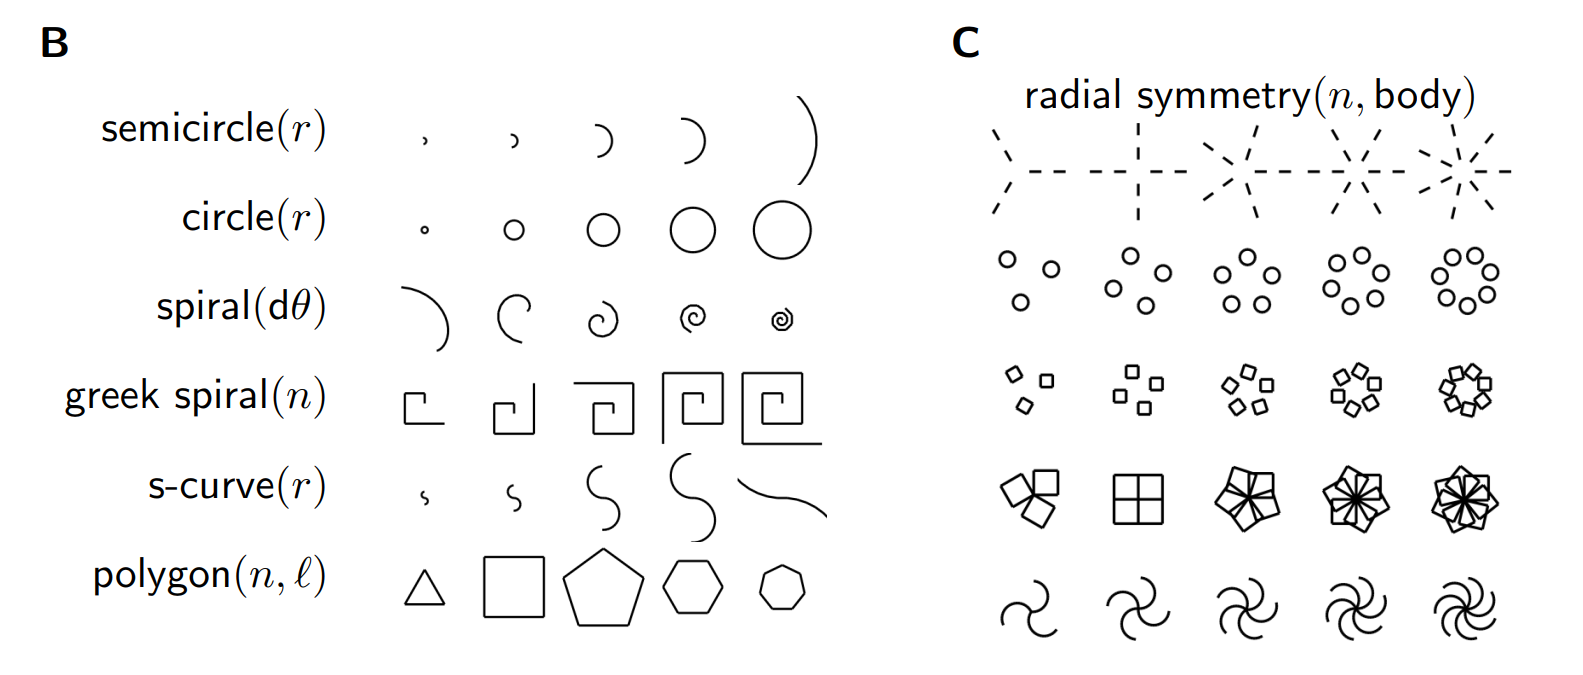 B
semicircle(r)
circle(r)
spiral(dθ)
greek spiral(n)
s-curve(r)
polygon(n, ℓ)
C
radial symmetry(n, body)